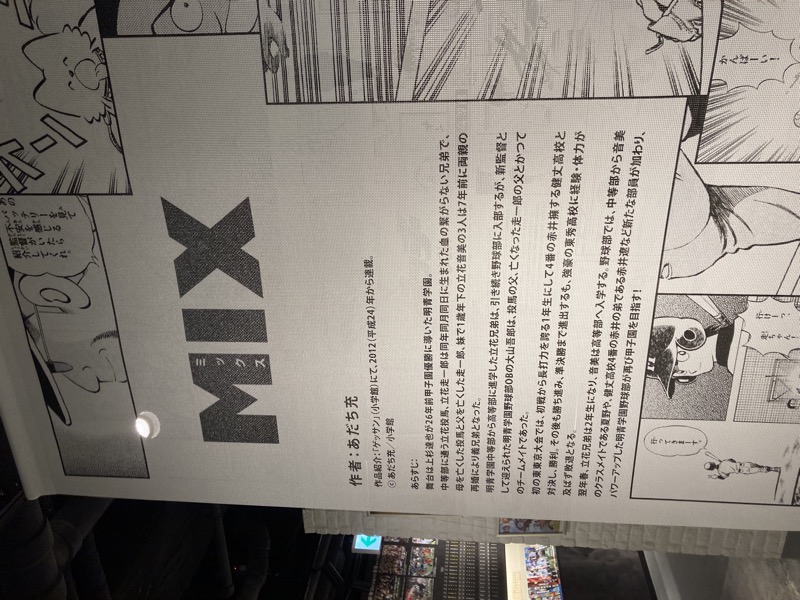 あの
バッテリーを見て
不安を感じる
監督がいたら
紹介してくれ。
MIX
ミックス
作者：あだち充
作品紹介：「ゲッサン」（小学館）にて、2012（平成24）年から連載。
©あだち充／小学館
あらすじ：
舞台は上杉達也が26年前甲子園優勝に導いた明青学園。
中等部に通う立花投馬、立花走一郎は同年同月同日に生まれた血の繋がらない兄弟で、
母を亡くした投馬と父を亡くした走一郎、妹で1歳年下の立花音美の3人は7年前に両親の
再婚により義兄弟となった。
明青学園中等部から高等部に進学した立花兄弟は、引き続き野球部に入部するが、新監督と
して迎えられた明青学園野球部OBの大山吾郎は、投馬の父、亡くなった走一郎の父とかつて
のチームメイトであった。
初の東東京大会では、初戦から長打力を誇る1年生にして4番の赤井擁する健丈高校と
対決し、勝利。その後も勝ち進み、準決勝まで進出するも、強豪の東秀高校に経験・体力が
及ばず敗退となる。
翌年春、立花兄弟は2年生になり、音美は高等部へ入学する。野球部では、中等部から音美
のクラスメイトである夏野や、健丈高校4番の赤井の弟である赤井遼など新たな部員が加わり、
パワーアップした明青学園野球部が再び甲子園を目指す！
行ってきまーす。
行けーっ、
走ちゃん！
かんぱーい！